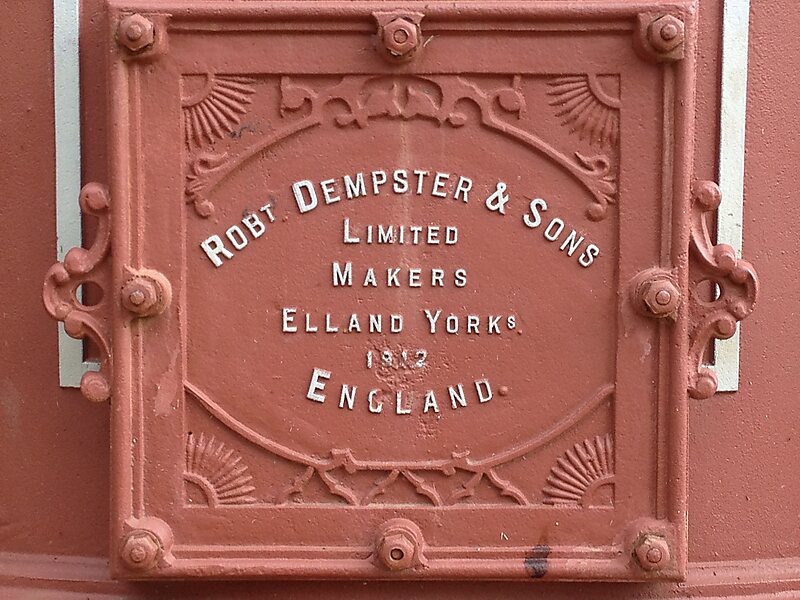 ROBT. DEMPSTER & SONS
LIMITED
MAKERS
ELLAND YORKS.
1912
ENGLAND.